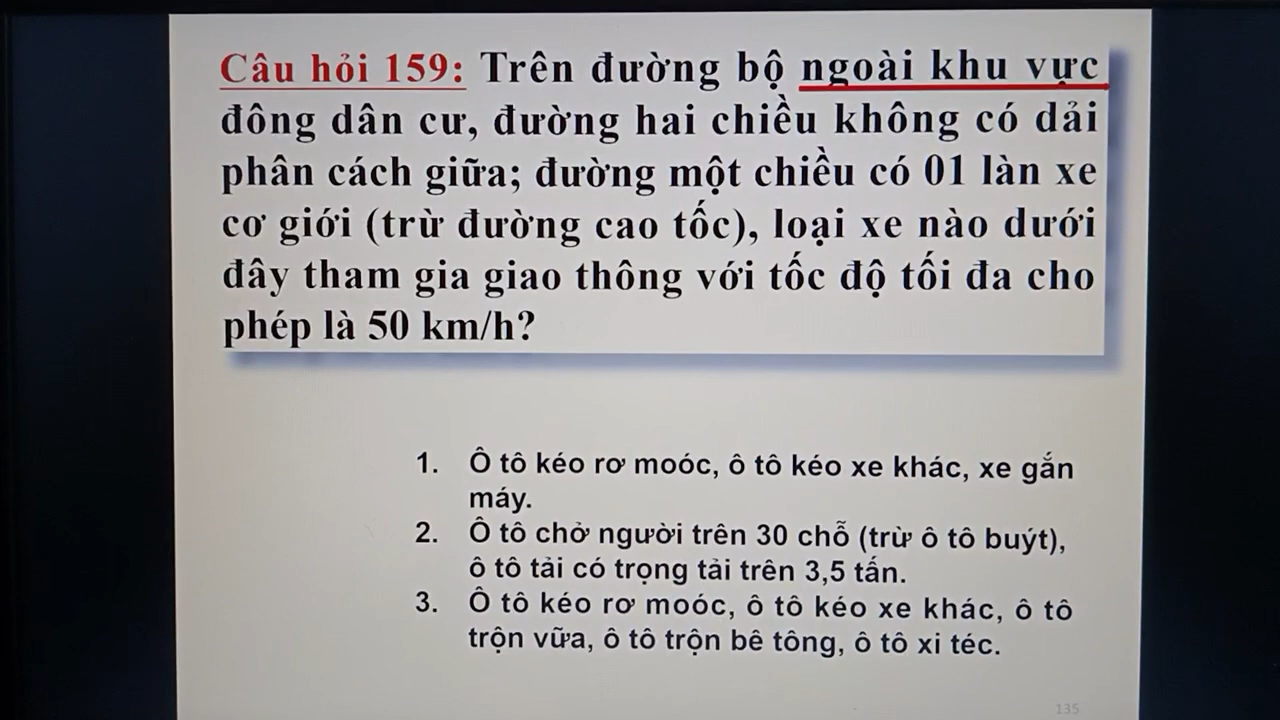 Câu hỏi 159: Trên đường bộ ngoài khu vực
đông dân cư, đường hai chiều không có dải
phân cách giữa; đường một chiều có 01 làn xe
cơ giới (trừ đường cao tốc), loại xe nào dưới
đây tham gia giao thông với tốc độ tối đa cho
phép là 50 km/h?
1. Ô tô kéo rơ moóc, ô tô kéo xe khác, xe gắn
máy.
2. Ô tô chở người trên 30 chỗ (trừ ô tô buýt),
ô tô tải có trọng tải trên 3,5 tấn.
3. Ô tô kéo rơ moóc, ô tô kéo xe khác, ô tô
trộn vữa, ô tô trộn bê tông, ô tô xi téc.
135